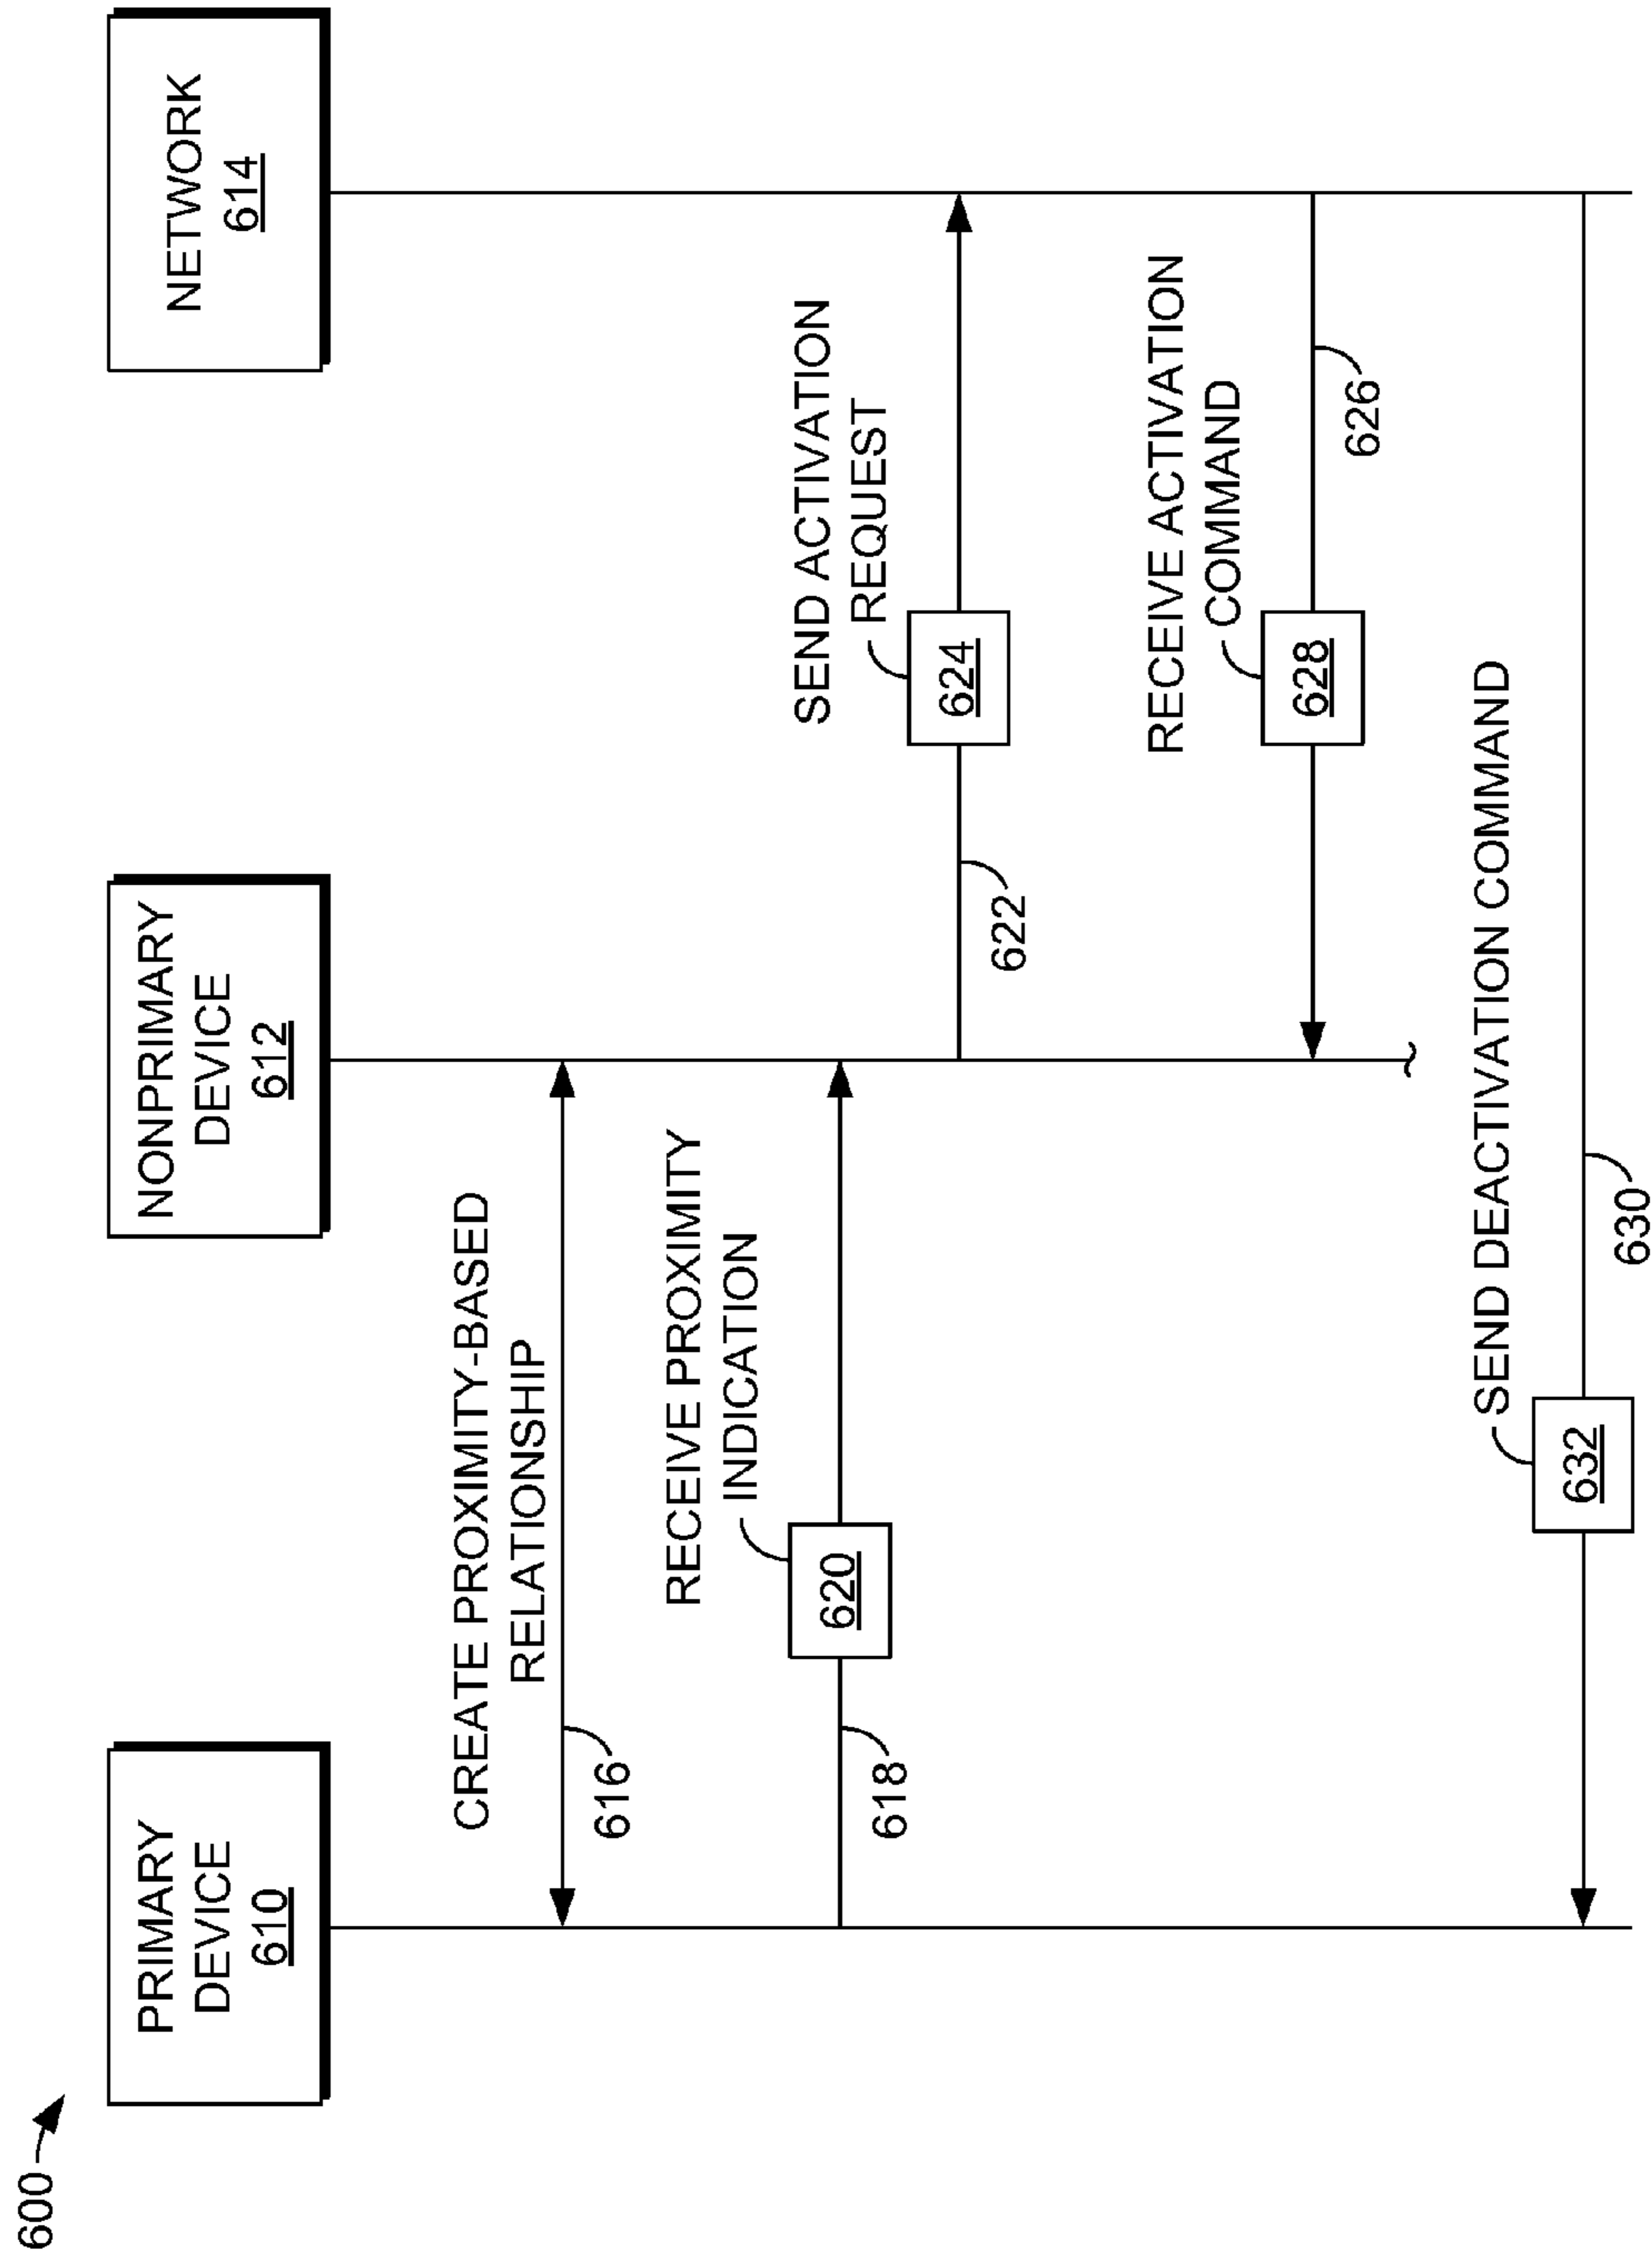 600
PRIMARY
DEVICE
610
NONPRIMARY
DEVICE
612
NETWORK
614
CREATE PROXIMITY-BASED
RELATIONSHIP
616
RECEIVE PROXIMITY
INDICATION
620
618
SEND ACTIVATION
REQUEST
624
622
RECEIVE ACTIVATION
COMMAND
628
626
SEND DEACTIVATION COMMAND
632
630